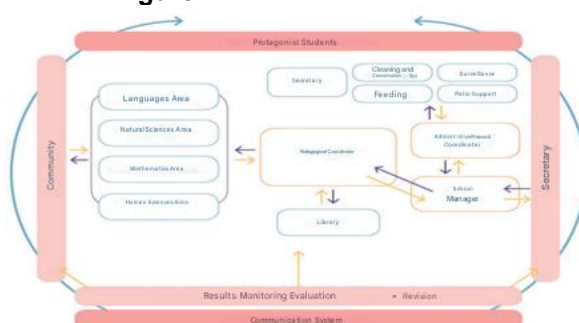 Protagonist Students
Community
Languages Area
Natural Sciences Area
Mathematics Area
Human Sciences Area
Secretary
Cleaning and
Surveillance
Feeding
Patio Support
Pedagogical Coordinator
Coordinator
School
Manager
Library
Secretary
Results Monitoring Evaluation
Revision
Communication System